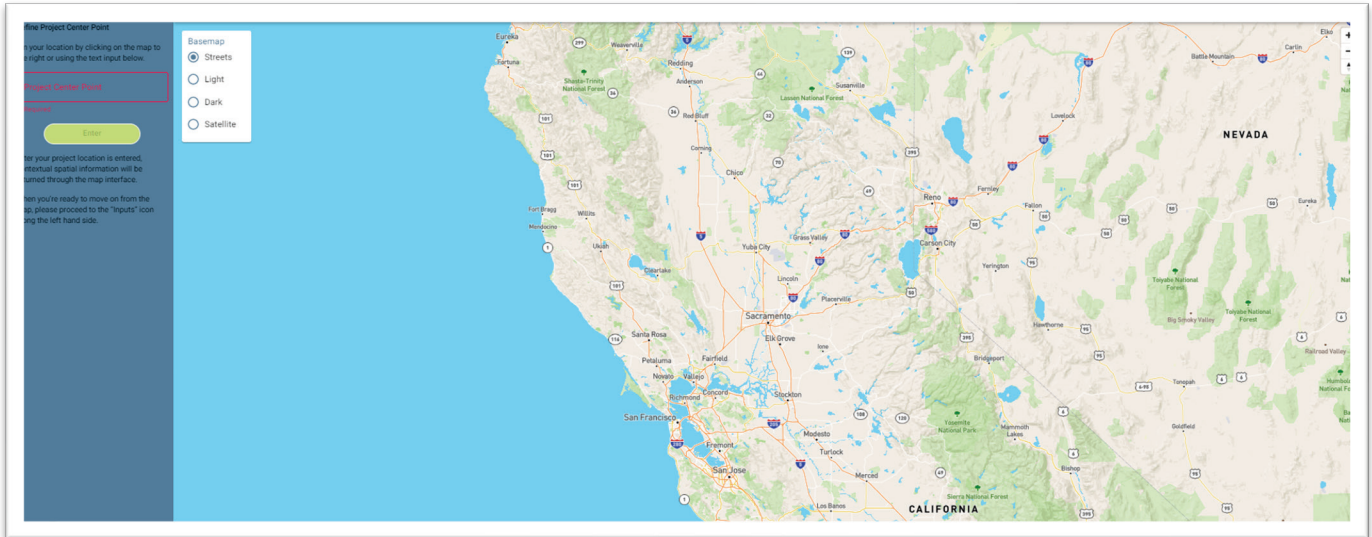 fine Project Center Point
n your location by clicking on the map to
e right or using the text input below.
Project Center Point
Enter
ter your project location is entered,
ntextual spatial information will be
turned through the map interface.
hen you're ready to move on from the
ap, please proceed to the "Inputs" icon
ong the left hand side.
Basemap
Streets
Light
Dark
Satellite
Eureka
Fortuna
Weaverville
Shasta-Trinity
National Forest
Redding
Anderson
Red Bluff
Corning
Chico
Lassen National Forest
Susanville
Fort Bragg
Mendocino
Willits
Ukiah
Clearlake
Yuba City
Grass Valley
Lincoln
Placerville
Sacramento
Elk Grove
Ione
Santa Rosa
Petaluma
Novato
Fairfield
Vallejo
Richmond
Concord
Stockton
San Francisco
Fremont
San Jose
Modesto
Turlock
Merced
Los Banos
Reno
Carson City
Fernley
Fallon
Yerington
Lovelock
Battle Mountain
Carlin
Elko
NEVADA
Eureka
Toiyabe National
Forest
Toiyabe National
Forest
Big Smoky Valley
Hawthorne
Bridgeport
Railroad Valley
Tonopah
Humbol
National Fo
Goldfield
Mammoth
Lakes
Bishop
Yosemite
National Park
Sierra National Forest
CALIFORNIA